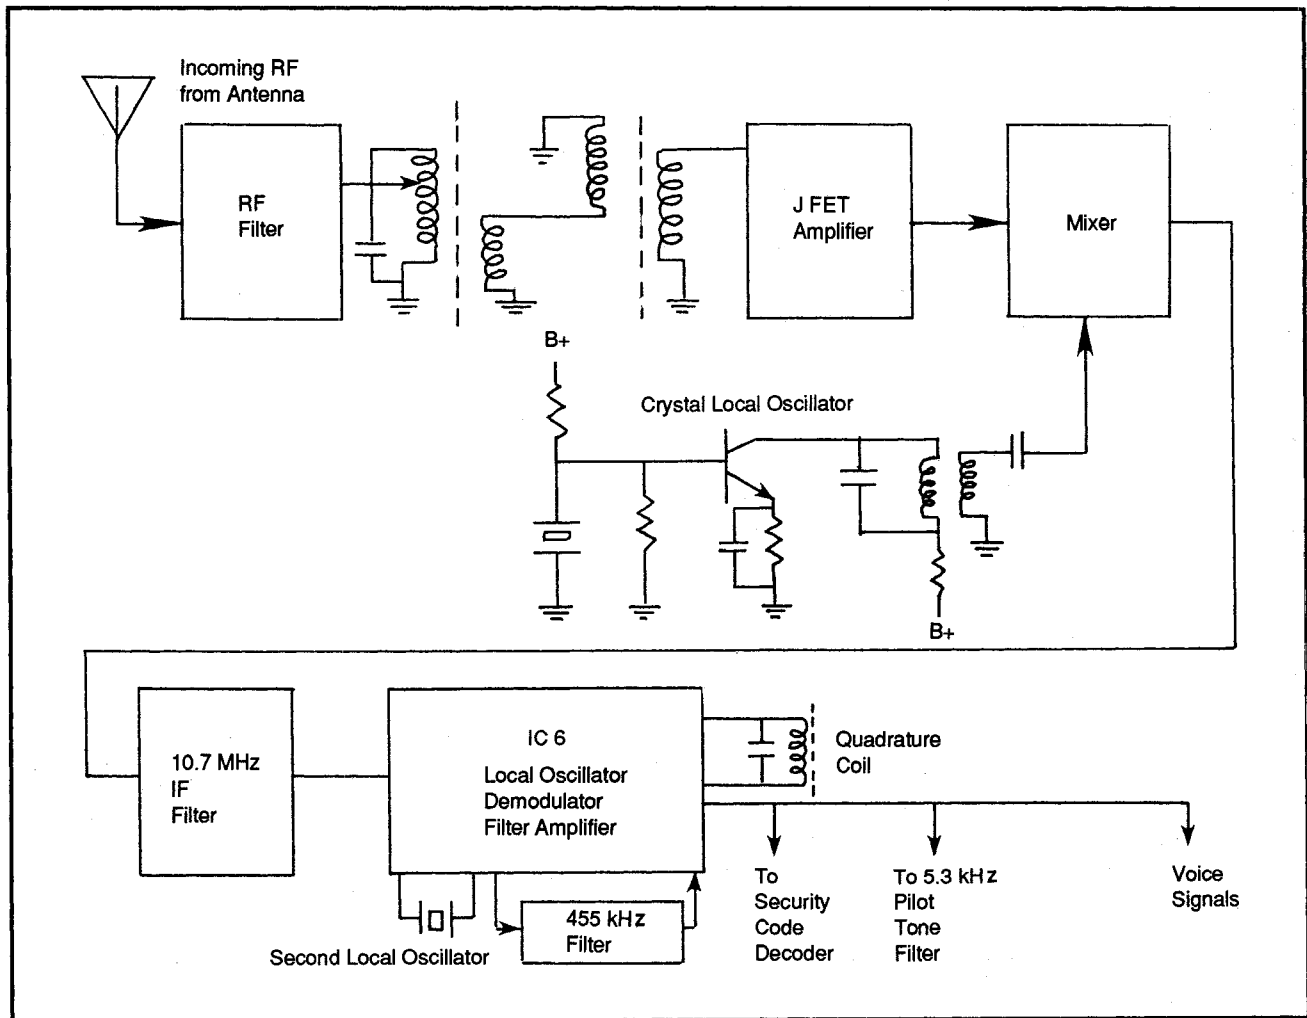 Incoming RF
from Antenna
RF
Filter
J FET
Amplifier
Mixer
B+
Crystal Local Oscillator
B+
10.7 MHz
IF
Filter
IC 6
Local Oscillator
Demodulator
Filter Amplifier
Quadrature
Coil
455 kHz
Filter
Second Local Oscillator
To
Security
Code
Decoder
To 5.3 kHz
Pilot
Tone
Filter
Voice
Signals